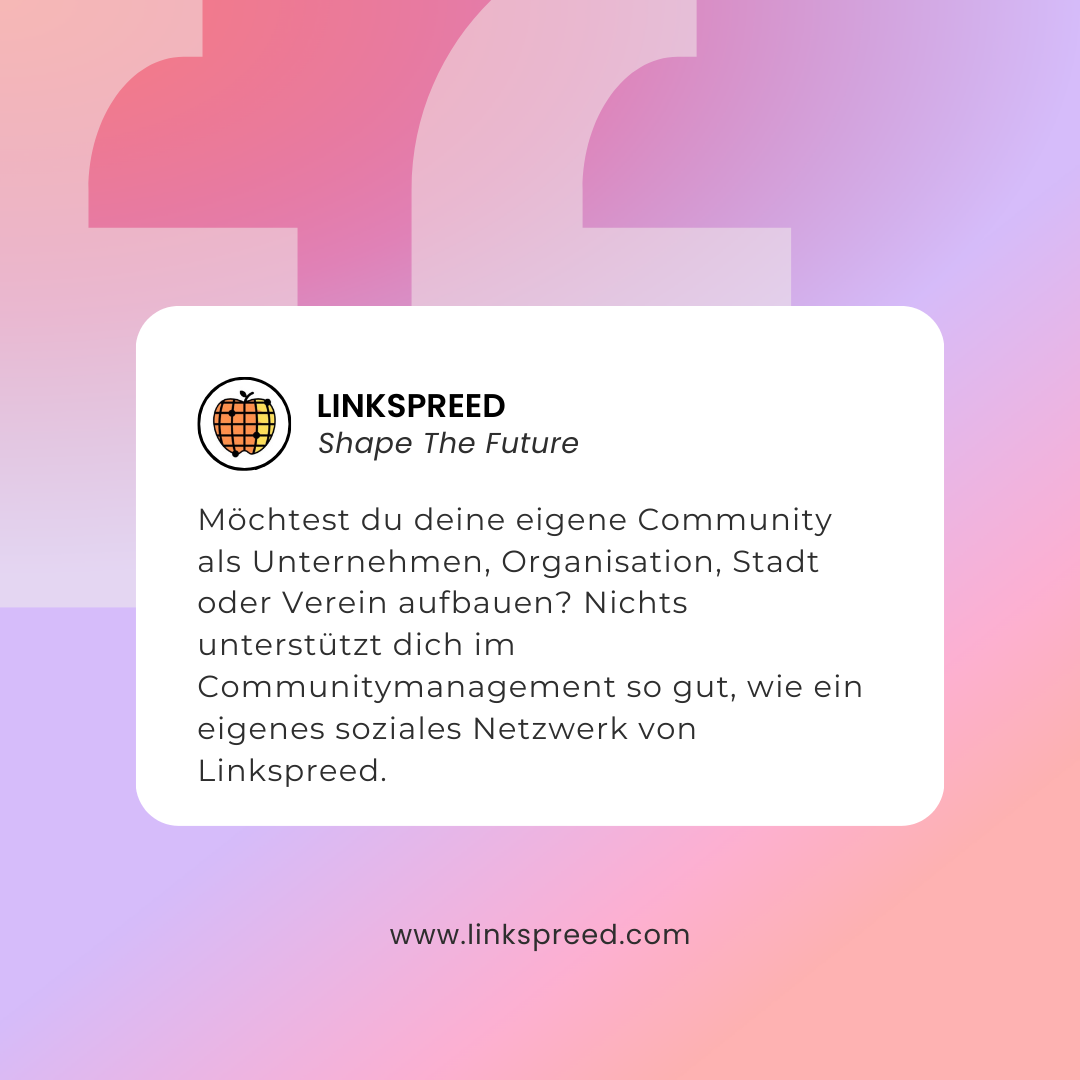 LINKSPREED
Shape The Future
Möchtest du deine eigene Community
als Unternehmen, Organisation, Stadt
oder Verein aufbauen? Nichts
unterstützt dich im
Communitymanagement so gut, wie ein
eigenes soziales Netzwerk von
Linkspreed.
www.linkspreed.com